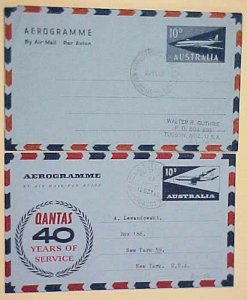 AEROGRAMME
By Air Mail Par Avion
10D
AUSTRALIA
WALTER R. GUTHRIE
P. O. BOX
TUCSON, ARIZ. U.S.A.
AEROGRAMME
BY AIR MAIL PAR AVION
10D
AUSTRALIA
QANTAS
40
YEARS OF
SERVICE
A. Lewandowski,
Box 156,
New York 59,
New York, U.S.A.